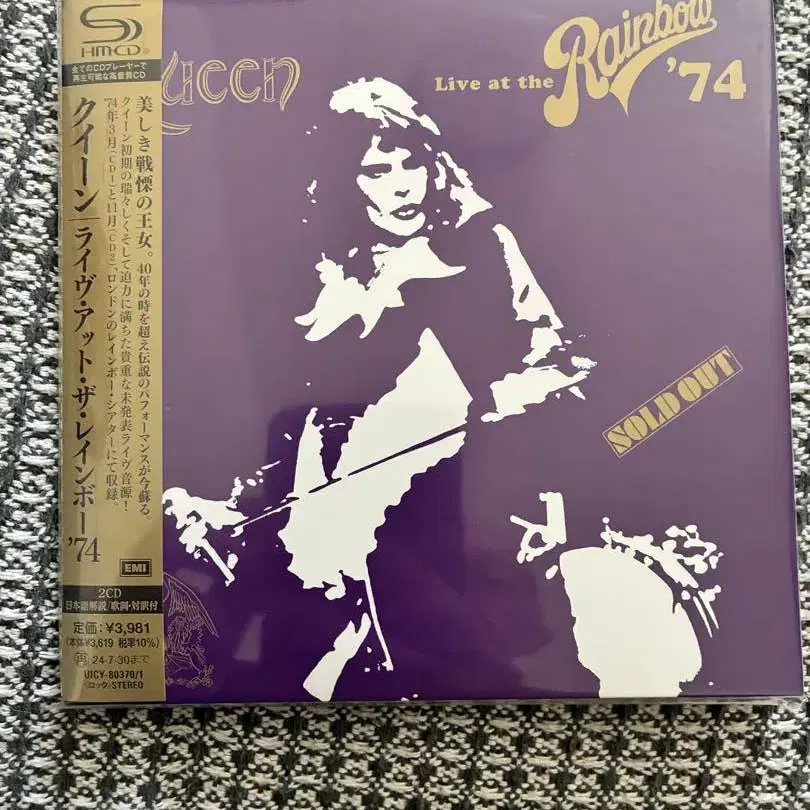 SHM-CD
全てのCDプレーヤーで
再生可能な高音質CD
クイーン|ライヴ・アット・ザ・レインボー '74
美しき戦慄の王女。40年の時を超え伝説のパフォーマンスが今蘇る。
クイーン初期の瑞々しくそして迫力に満ちた貴重な未発表ライヴ音源!
'74年3月(CD1)と11月(CD2)、ロンドンのレインボー・シアターにて収録。
EMI
2CD
日本語解説/歌詞・対訳付
定価:¥3,981
(本体¥3,619 税率10%)
再 24-7-30まで
UICY-80370/1
(ロック) STEREO
Queen
Live at the
Rainbow
'74
SOLD OUT